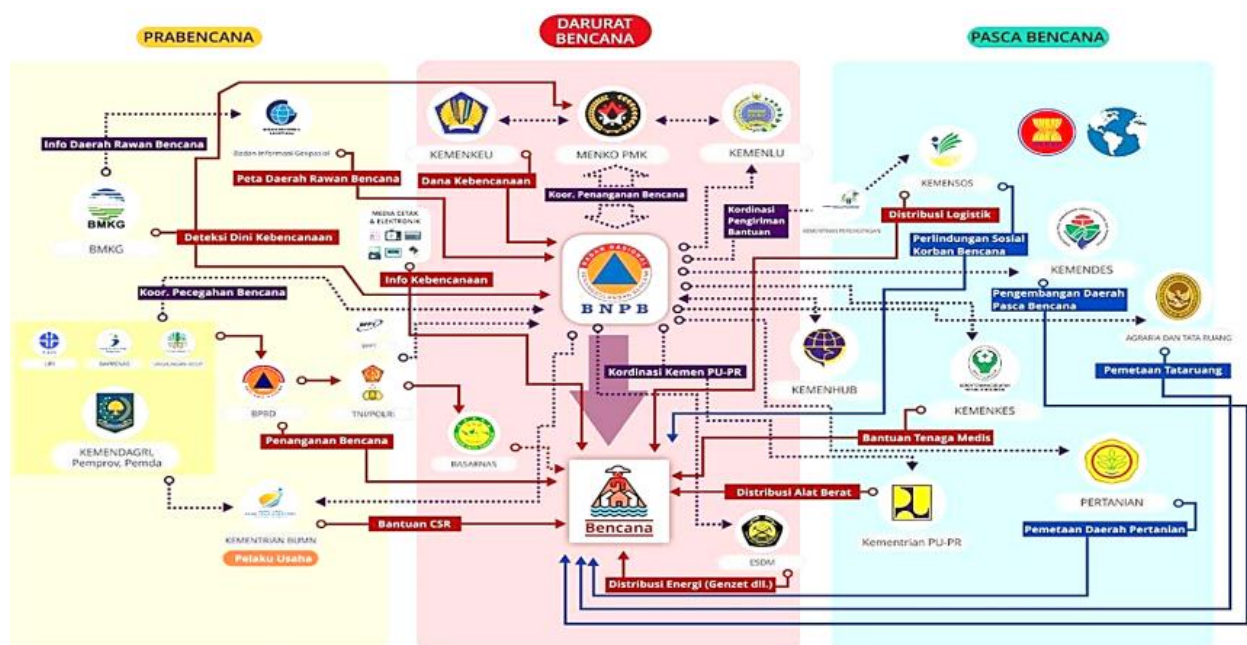 PRABENCANA
DARURAT
BENCANA
PASCA BENCANA
Info Daerah Rawan Bencana
Badan Informasi Geospasial
Peta Daerah Rawan Bencana
BMKG
BMKG
Deteksi Dini Kebencanaan
MEDIA CETAK
& ELEKTRONIK
Info Kebencanaan
Koor. Pecegahan Bencana
LIPI
BAPPENAS
BPPT
BPBD
TNI/POLRI
KEMENDAGRI,
Pemprov, Pemda
Penanganan Bencana
BASARNAS
KEMENTRIAN BUMN
Pelaku Usaha
Bantuan CSR
KEMENKEU
MENKO PMK
KEMENLU
Dana Kebencanaan
Koor. Penanganan Bencana
Kordinasi
Pengiriman
Bantuan
BNPB
Kordinasi Kemen PU-PR
KEMENHUB
Bencana
ESDM
Distribusi Energi (Genzet dll.)
KEMENSOS
Distribusi Logistik
Perlindungan Sosial
Korban Bencana
KEMENDES
Pengembangan Daerah
Pasca Bencana
AGRARIA DAN TATA RUANG
Pemetaan Tataruang
KEMENKES
Bantuan Tenaga Medis
Distribusi Alat Berat
Kementrian PU-PR
PERTANIAN
Pemetaan Daerah Pertanian